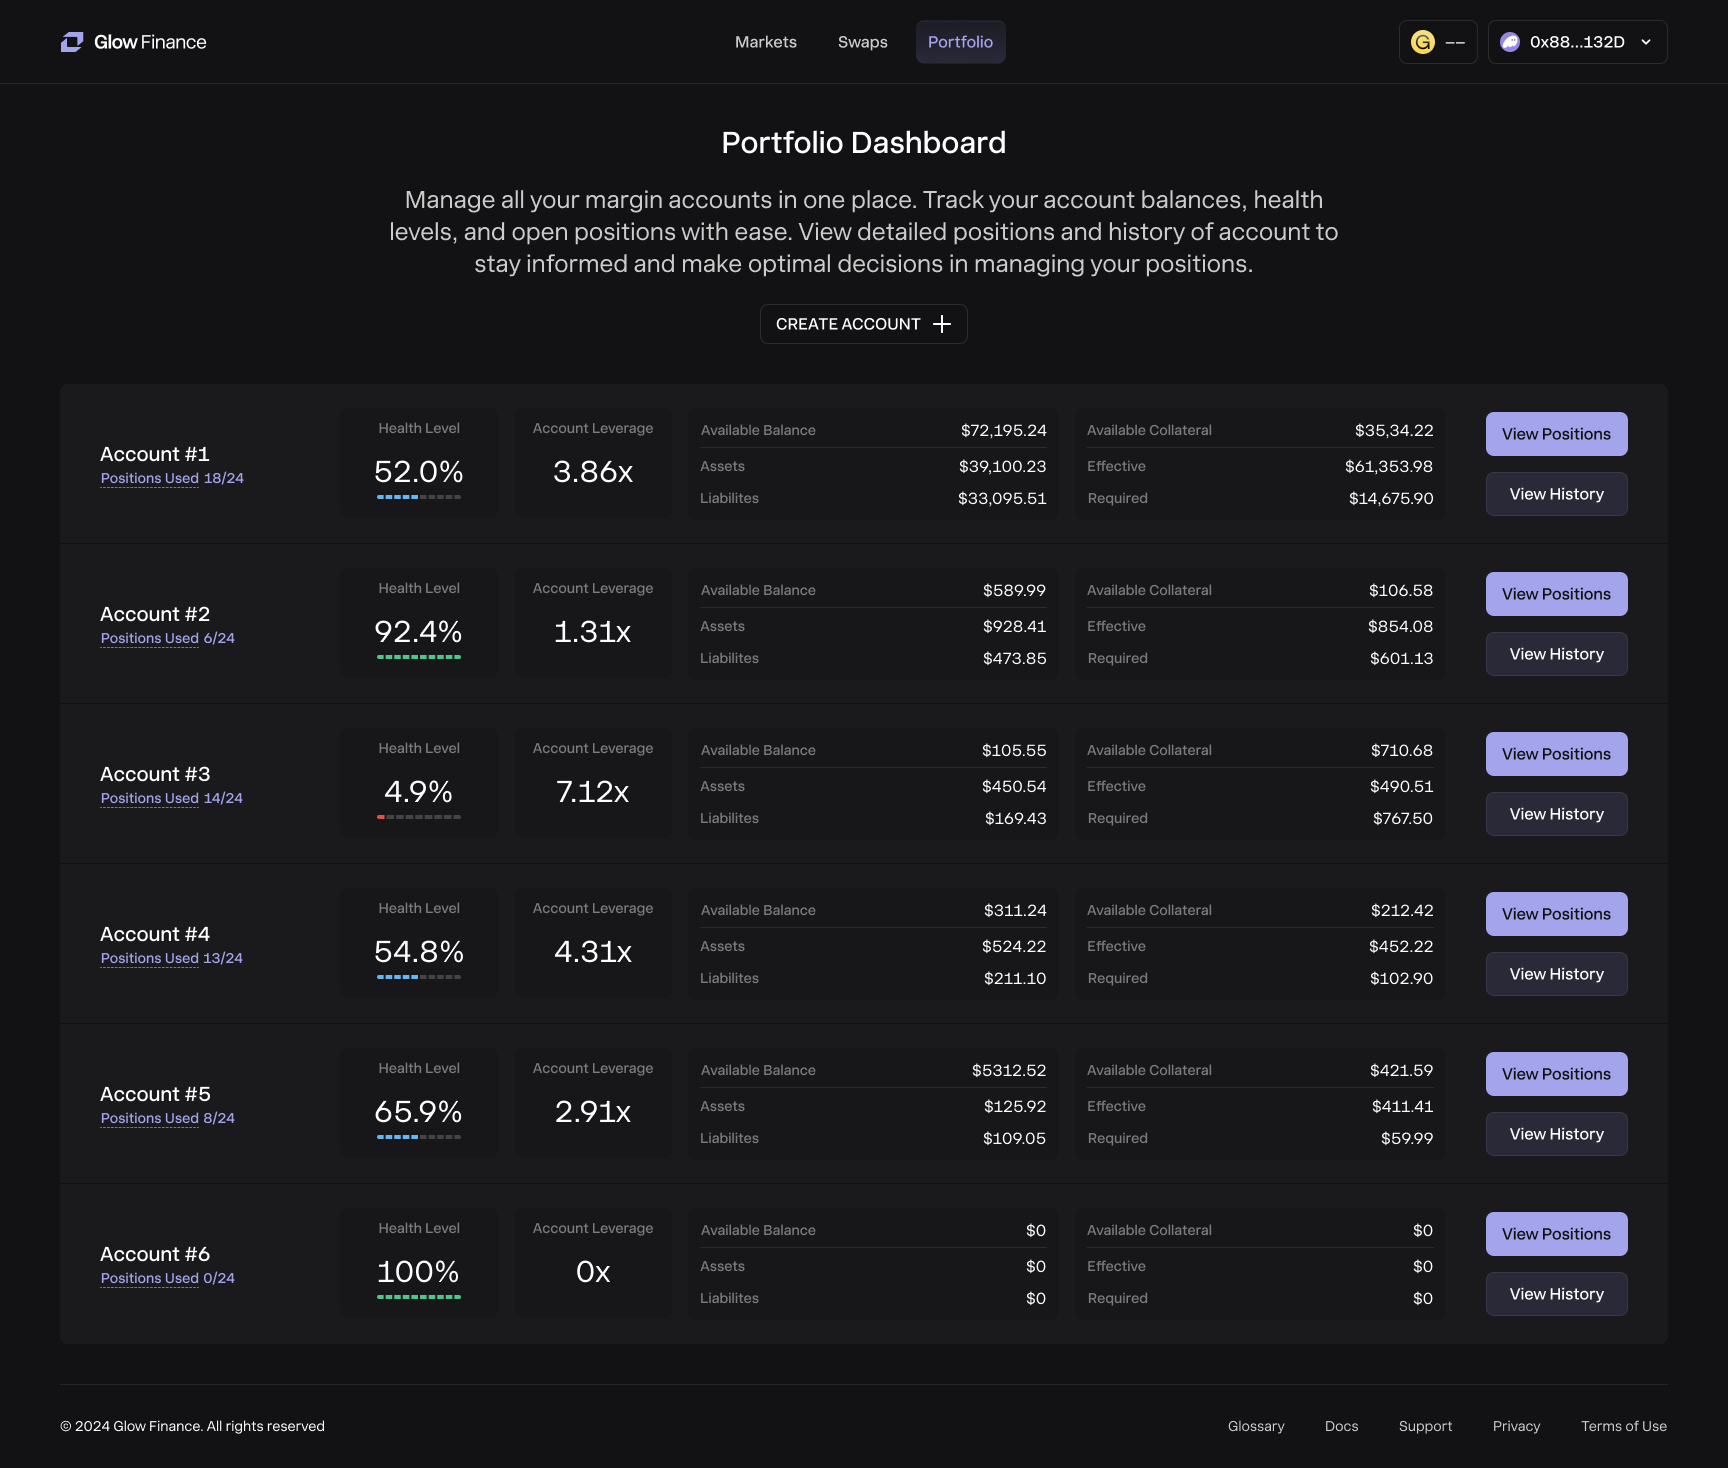 Glow Finance
Markets
Swaps
Portfolio
G --
0x88...132D
Portfolio Dashboard
Manage all your margin accounts in one place. Track your account balances, health
levels, and open positions with ease. View detailed positions and history of account to
stay informed and make optimal decisions in managing your positions.
CREATE ACCOUNT
Account #1
Positions Used 18/24
Health Level
52.0%
Account Leverage
3.86x
Available Balance $72,195.24
Assets $39,100.23
Liabilites $33,095.51
Available Collateral $35,34.22
Effective $61,353.98
Required $14,675.90
View Positions
View History
Account #2
Positions Used 6/24
Health Level
92.4%
Account Leverage
1.31x
Available Balance $589.99
Assets $928.41
Liabilites $473.85
Available Collateral $106.58
Effective $854.08
Required $601.13
View Positions
View History
Account #3
Positions Used 14/24
Health Level
4.9%
Account Leverage
7.12x
Available Balance $105.55
Assets $450.54
Liabilites $169.43
Available Collateral $710.68
Effective $490.51
Required $767.50
View Positions
View History
Account #4
Positions Used 13/24
Health Level
54.8%
Account Leverage
4.31x
Available Balance $311.24
Assets $524.22
Liabilites $211.10
Available Collateral $212.42
Effective $452.22
Required $102.90
View Positions
View History
Account #5
Positions Used 8/24
Health Level
65.9%
Account Leverage
2.91x
Available Balance $5312.52
Assets $125.92
Liabilites $109.05
Available Collateral $421.59
Effective $411.41
Required $59.99
View Positions
View History
Account #6
Positions Used 0/24
Health Level
100%
Account Leverage
0x
Available Balance $0
Assets $0
Liabilites $0
Available Collateral $0
Effective $0
Required $0
View Positions
View History
© 2024 Glow Finance. All rights reserved
Glossary
Docs
Support
Privacy
Terms of Use